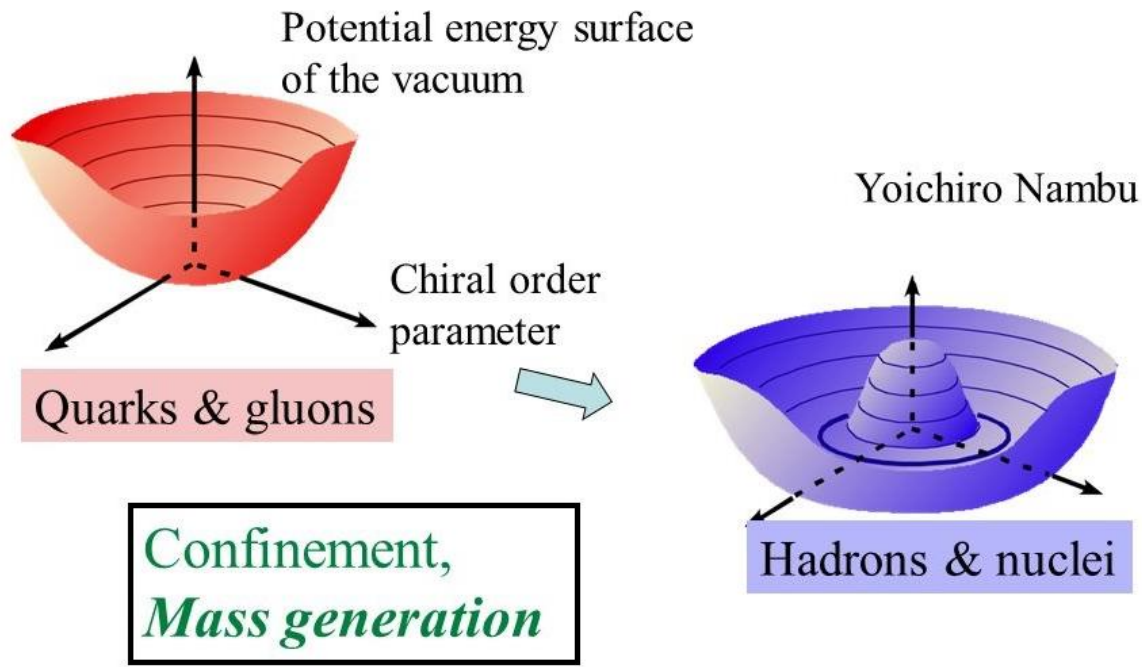 Potential energy surface
of the vacuum
Yoichiro Nambu
Chiral order
parameter
Quarks & gluons
Hadrons & nuclei
Confinement,
Mass generation